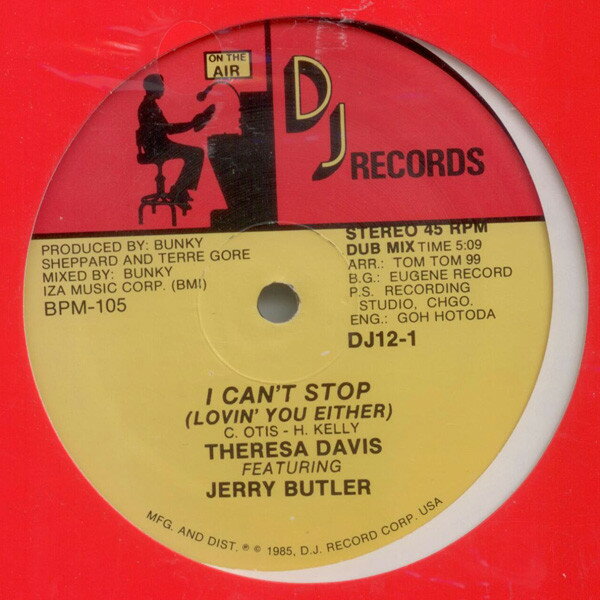 ON THE
AIR
DJ
RECORDS
PRODUCED BY: BUNKY
SHEPPARD AND TERRE GORE
MIXED BY: BUNKY
IZA MUSIC CORP. (BMI)
BPM-105
STEREO 45 RPM
DUB MIX TIME 5:09
ARR.: TOM TOM 99
B.G.: EUGENE RECORD
P.S. RECORDING
STUDIO, CHGO.
ENG.: GOH HOTODA
DJ12-1
I CAN'T STOP
(LOVIN' YOU EITHER)
C. OTIS - H. KELLY
THERESA DAVIS
FEATURING
JERRY BUTLER
MFG. AND DIST. ℗ © 1985, D.J. RECORD CORP. USA